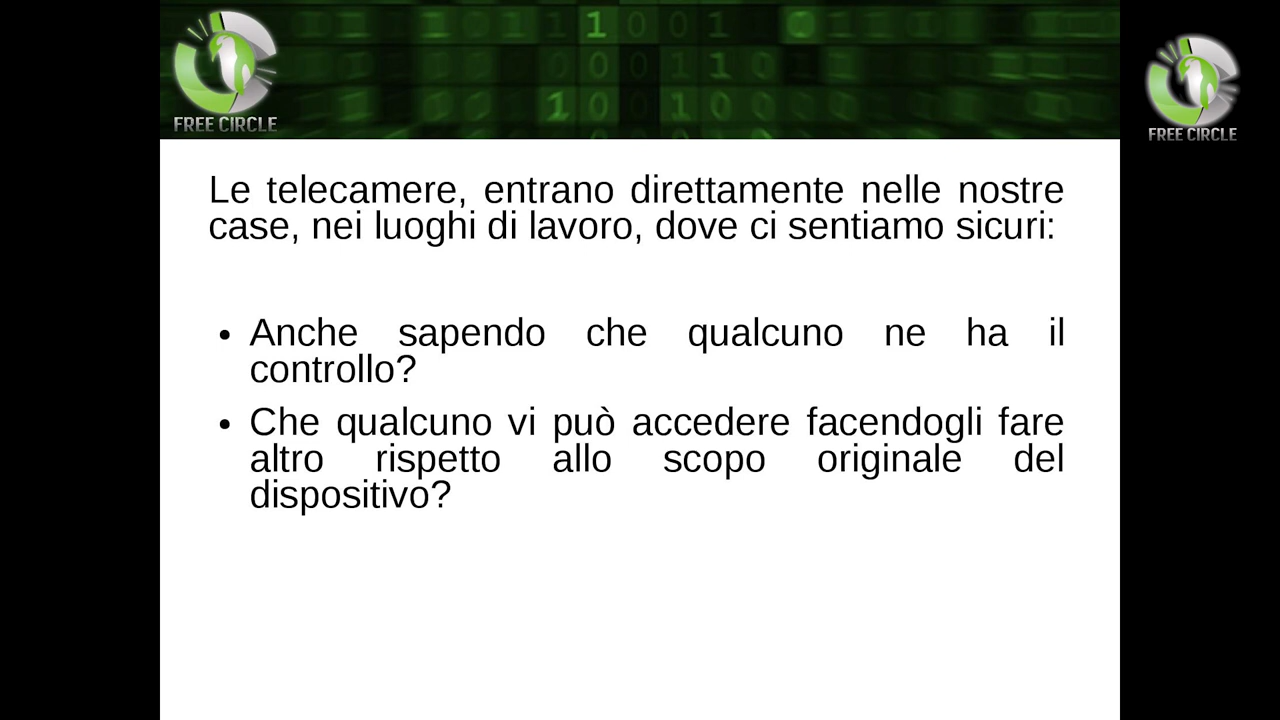 FREE CIRCLE
FREE CIRCLE
Le telecamere, entrano direttamente nelle nostre
case, nei luoghi di lavoro, dove ci sentiamo sicuri:
• Anche sapendo che qualcuno ne ha il
controllo?
• Che qualcuno vi può accedere facendogli fare
altro rispetto allo scopo originale del
dispositivo?